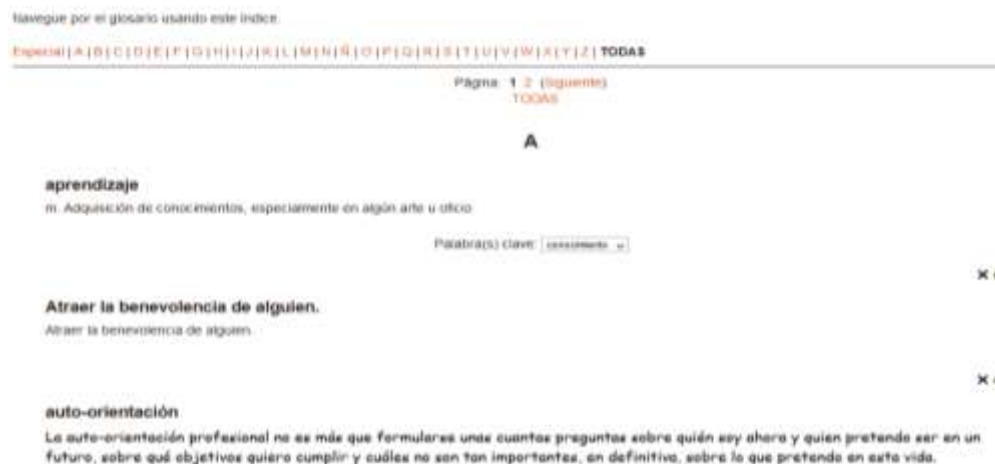 Navegue por el glosario usando este índice.
Especial | A | B | C | D | E | F | G | H | I | J | K | L | M | N | Ñ | O | P | Q | R | S | T | U | V | W | X | Y | Z | TODAS
Página: 1 2 (Siguiente)
TODAS
A
aprendizaje
m. Adquisición de conocimientos, especialmente en algún arte u oficio.
Palabra(s) clave: conocimiento
Atraer la benevolencia de alguien.
Atraer la benevolencia de alguien.
auto-orientación
La auto-orientación profesional no es más que formulares unas cuantas preguntas sobre quién soy ahora y quien pretendo ser en un
futuro, sobre qué objetivos quiero cumplir y cuáles no son tan importantes, en definitiva, sobre lo que pretendo en esta vida.